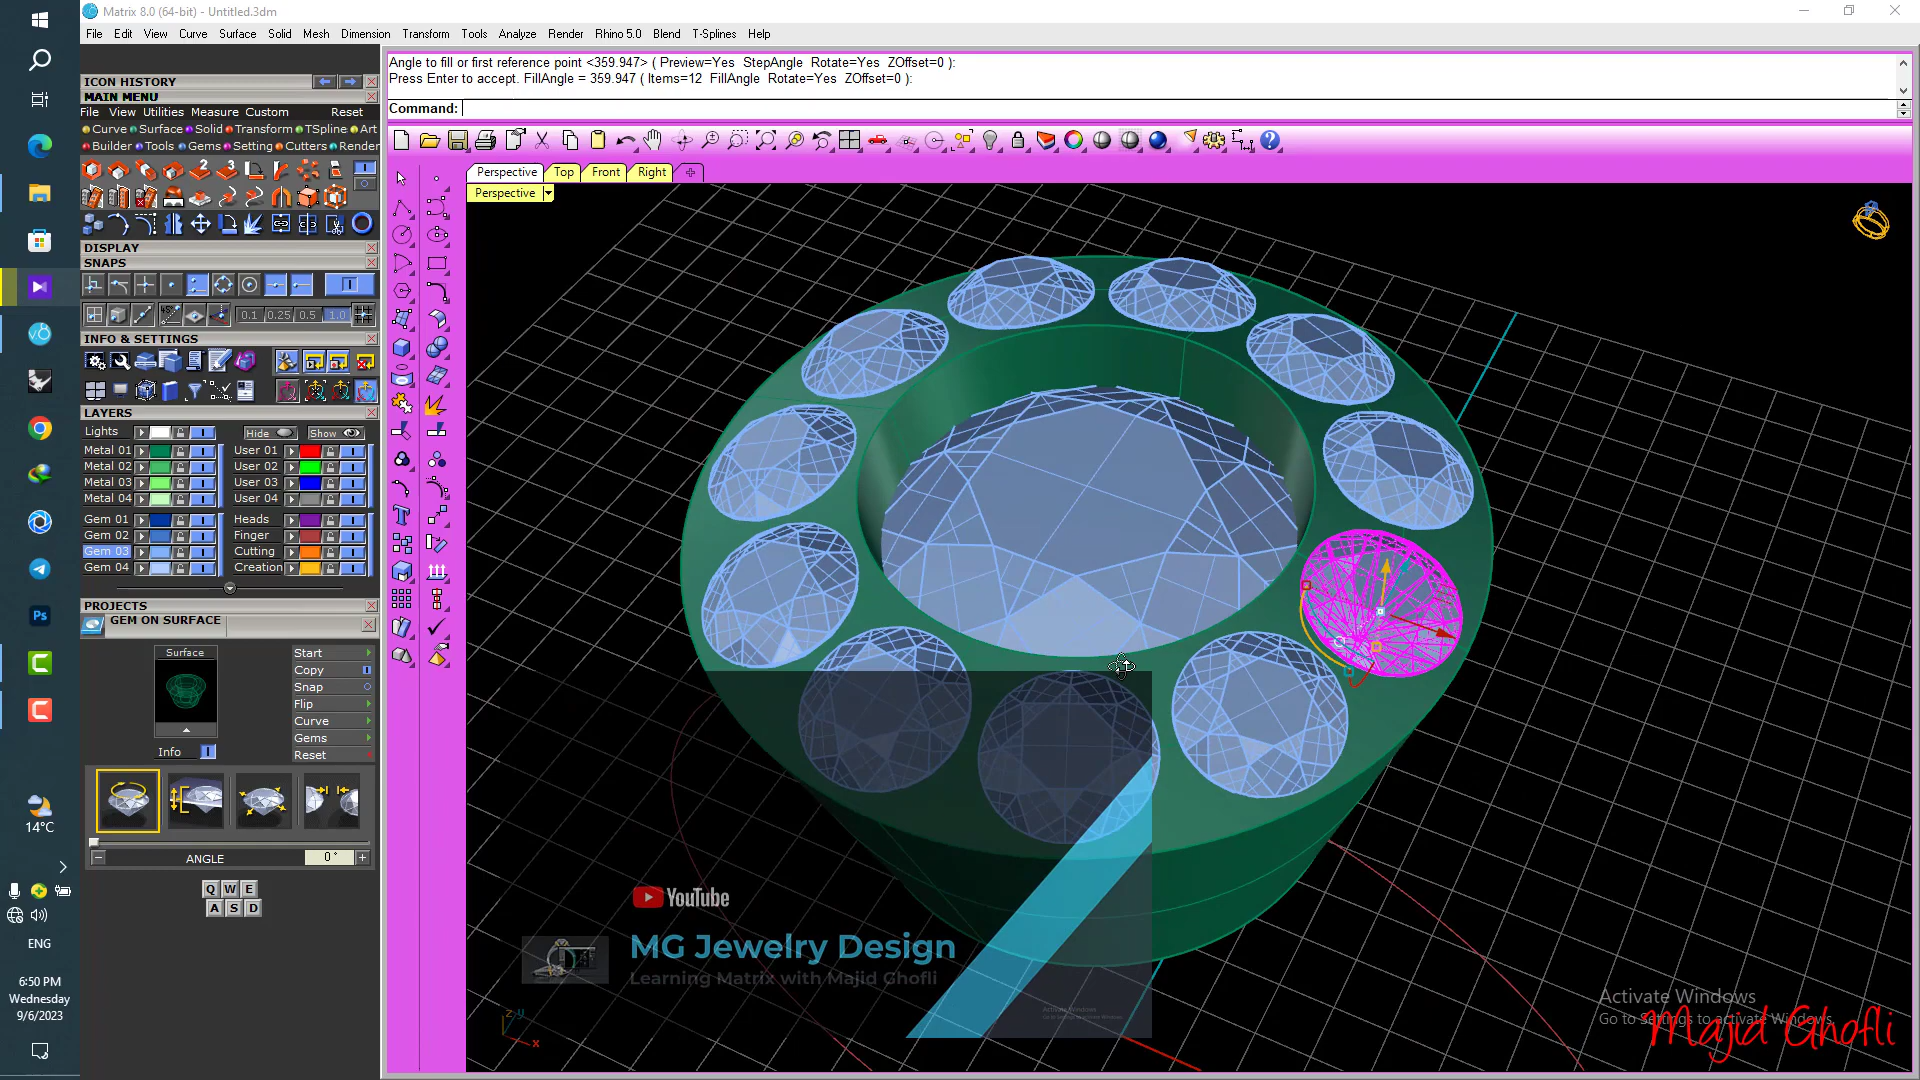 Matrix 8.0 (64-bit) - Untitled.3dm
File Edit View Curve Surface Solid Mesh Dimension Transform Tools Analyze Render Rhino 5.0 Blend T-Splines Help
Angle to fill or first reference point <359.947> ( Preview=Yes StepAngle Rotate=Yes ZOffset=0 ):
Press Enter to accept. FillAngle = 359.947 ( Items=12 FillAngle Rotate=Yes ZOffset=0 ):
Command:
ICON HISTORY
MAIN MENU
File View Utilities Measure Custom Reset
Curve Surface Solid Transform TSpline Art
Builder Tools Gems Setting Cutters Render
DISPLAY
SNAPS
0.1 0.25 0.5 1.0
INFO & SETTINGS
LAYERS
Lights Hide Show
Metal 01 User 01
Metal 02 User 02
Metal 03 User 03
Metal 04 User 04
Gem 01 Heads
Gem 02 Finger
Gem 03 Cutting
Gem 04 Creation
PROJECTS
GEM ON SURFACE
Surface
Start
Copy
Snap
Flip
Curve
Gems
Info
Reset
ANGLE 0°
Q W E
A S D
Perspective Top Front Right
Perspective
YouTube
MG Jewelry Design
Learning Matrix with Majid Ghofli
z y
x
Activate Windows
Go to Settings to activate Windows.
Majid Ghofli
14°C
ENG
6:50 PM
Wednesday
9/6/2023
Ps